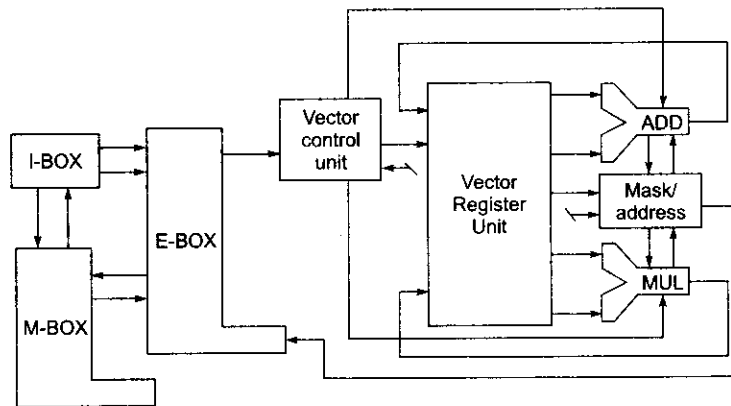 I-BOX
M-BOX
E-BOX
Vector
control
unit
Vector
Register
Unit
ADD
Mask/
address
MUL